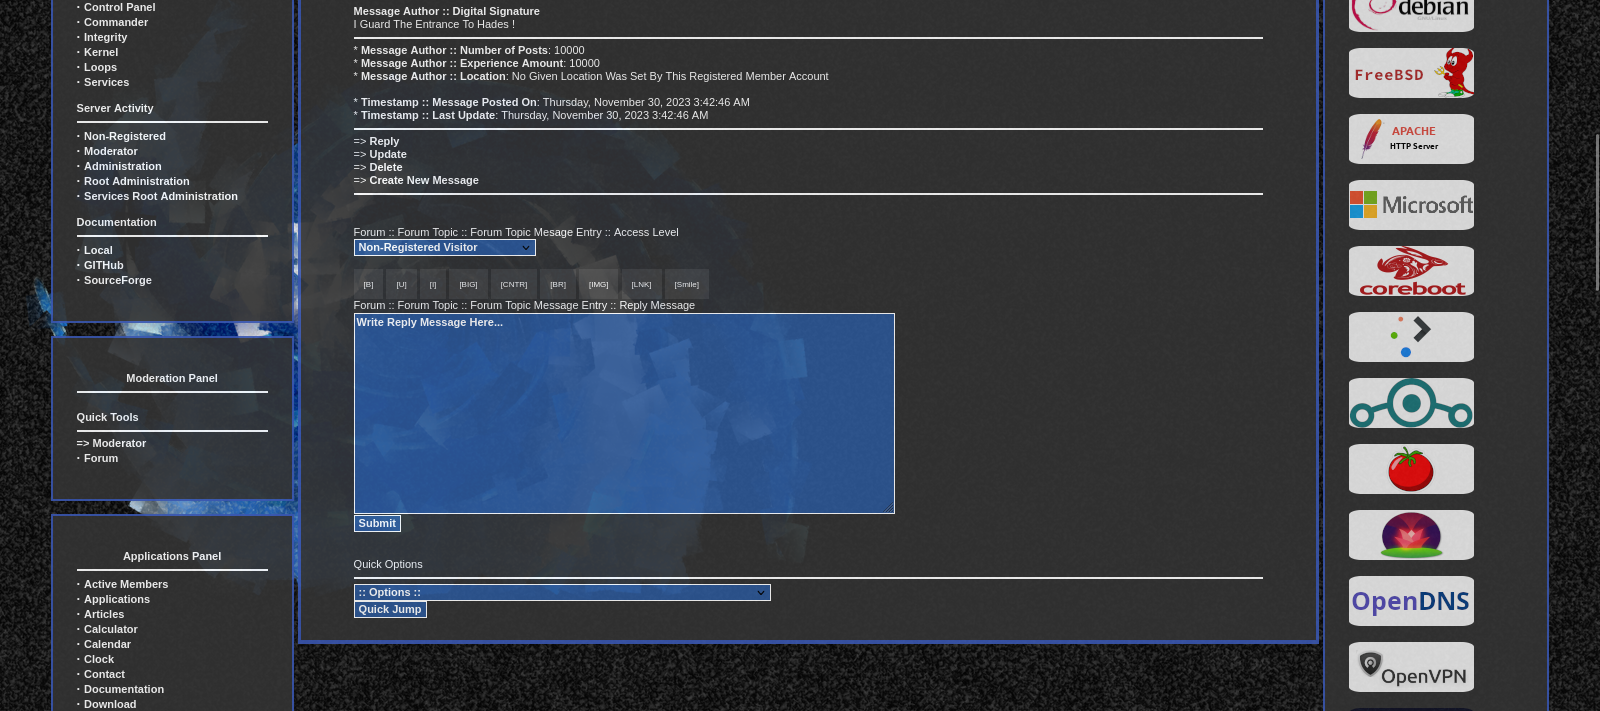 · Control Panel
· Commander
· Integrity
· Kernel
· Loops
· Services
Server Activity
· Non-Registered
· Moderator
· Administration
· Root Administration
· Services Root Administration
Documentation
· Local
· GITHub
· SourceForge
Moderation Panel
Quick Tools
=> Moderator
· Forum
Applications Panel
· Active Members
· Applications
· Articles
· Calculator
· Calendar
· Clock
· Contact
· Documentation
· Download
Message Author :: Digital Signature
I Guard The Entrance To Hades !
* Message Author :: Number of Posts: 10000
* Message Author :: Experience Amount: 10000
* Message Author :: Location: No Given Location Was Set By This Registered Member Account
* Timestamp :: Message Posted On: Thursday, November 30, 2023 3:42:46 AM
* Timestamp :: Last Update: Thursday, November 30, 2023 3:42:46 AM
=> Reply
=> Update
=> Delete
=> Create New Message
Forum :: Forum Topic :: Forum Topic Mesage Entry :: Access Level
Non-Registered Visitor
[B] [U] [I] [BIG] [CNTR] [BR] [IMG] [LNK] [Smile]
Forum :: Forum Topic :: Forum Topic Message Entry :: Reply Message
Write Reply Message Here...
Submit
Quick Options
:: Options ::
Quick Jump
debian
FreeBSD
APACHE
HTTP Server
Microsoft
coreboot
OpenDNS
OpenVPN